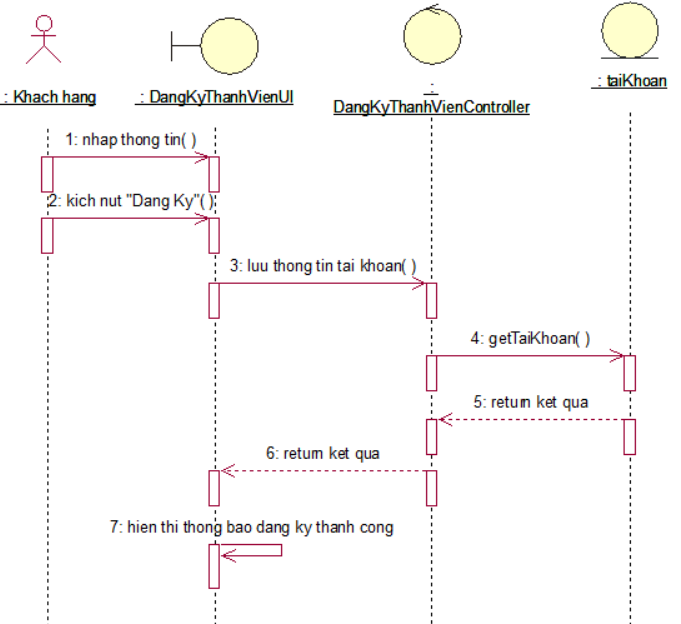 : Khach hang
: DangKyThanhVienUI
:
DangKyThanhVienController
: taiKhoan
1: nhap thong tin( )
2: kich nut "Dang Ky"( )
3: luu thong tin tai khoan( )
4: getTaiKhoan( )
5: return ket qua
6: return ket qua
7: hien thi thong bao dang ky thanh cong